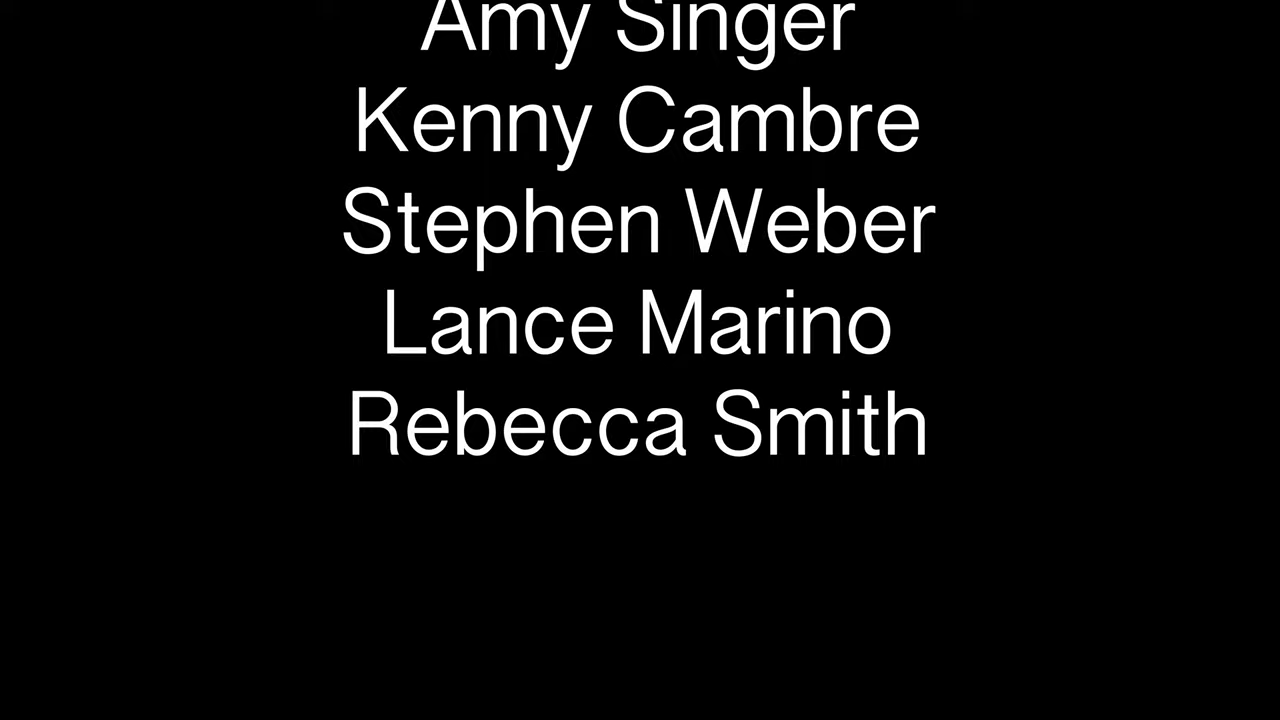 Amy Singer
Kenny Cambre
Stephen Weber
Lance Marino
Rebecca Smith